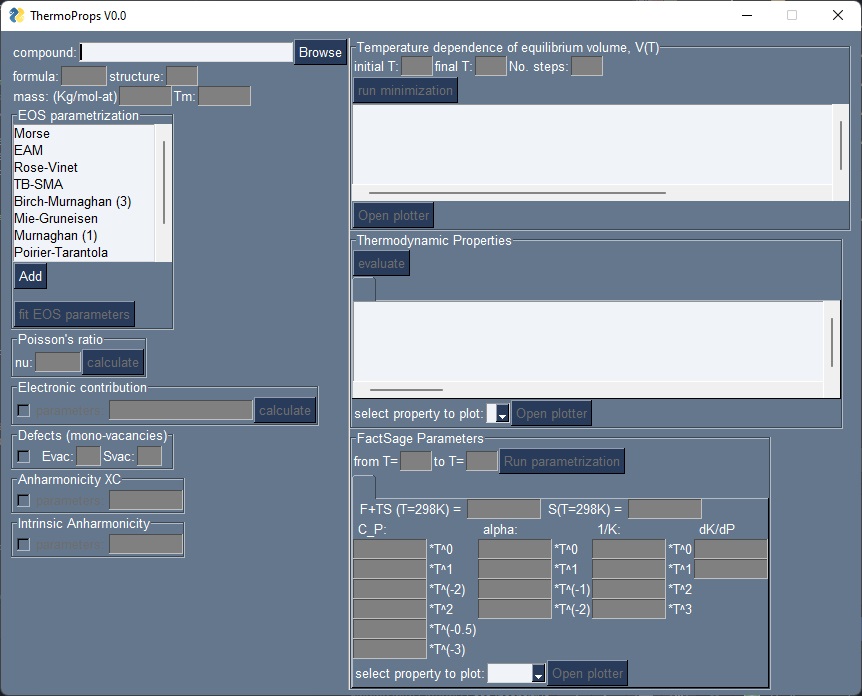 ThermoProps V0.0
compound:
Browse
formula:
structure:
mass: (Kg/mol-at)
Tm:
EOS parametrization
Morse
EAM
Rose-Vinet
TB-SMA
Birch-Murnaghan (3)
Mie-Gruneisen
Murnaghan (1)
Poirier-Tarantola
Add
fit EOS parameters
Poisson's ratio
nu:
calculate
Electronic contribution
parameters:
calculate
Defects (mono-vacancies)
Evac:
Svac:
Anharmonicity XC
parameters:
Intrinsic Anharmonicity
parameters:
Temperature dependence of equilibrium volume, V(T)
initial T:
final T:
No. steps:
run minimization
Open plotter
Thermodynamic Properties
evaluate
select property to plot:
Open plotter
FactSage Parameters
from T=
to T=
Run parametrization
F+TS (T=298K) =
S(T=298K) =
C_P:
alpha:
1/K:
dK/dP
*T^0
*T^0
*T^0
*T^1
*T^1
*T^1
*T^(-2)
*T^(-1)
*T^2
*T^2
*T^(-2)
*T^3
*T^(-0.5)
*T^(-3)
select property to plot:
Open plotter